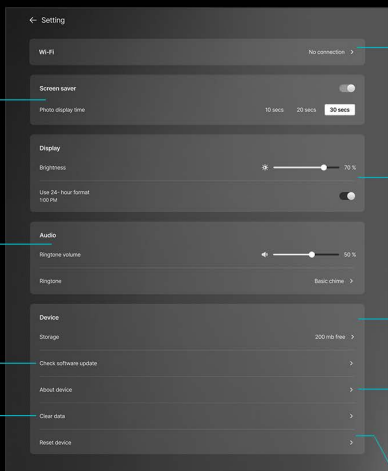 ← Setting
Wi-Fi No connection >
Screen saver
Photo display time 10 secs 20 secs 30 secs
Display
Brightness 70 %
Use 24-hour format
1:00 PM
Audio
Ringtone volume 50 %
Ringtone Basic chime >
Device
Storage 200 mb free >
Check software update >
About device >
Clear data >
Reset device >